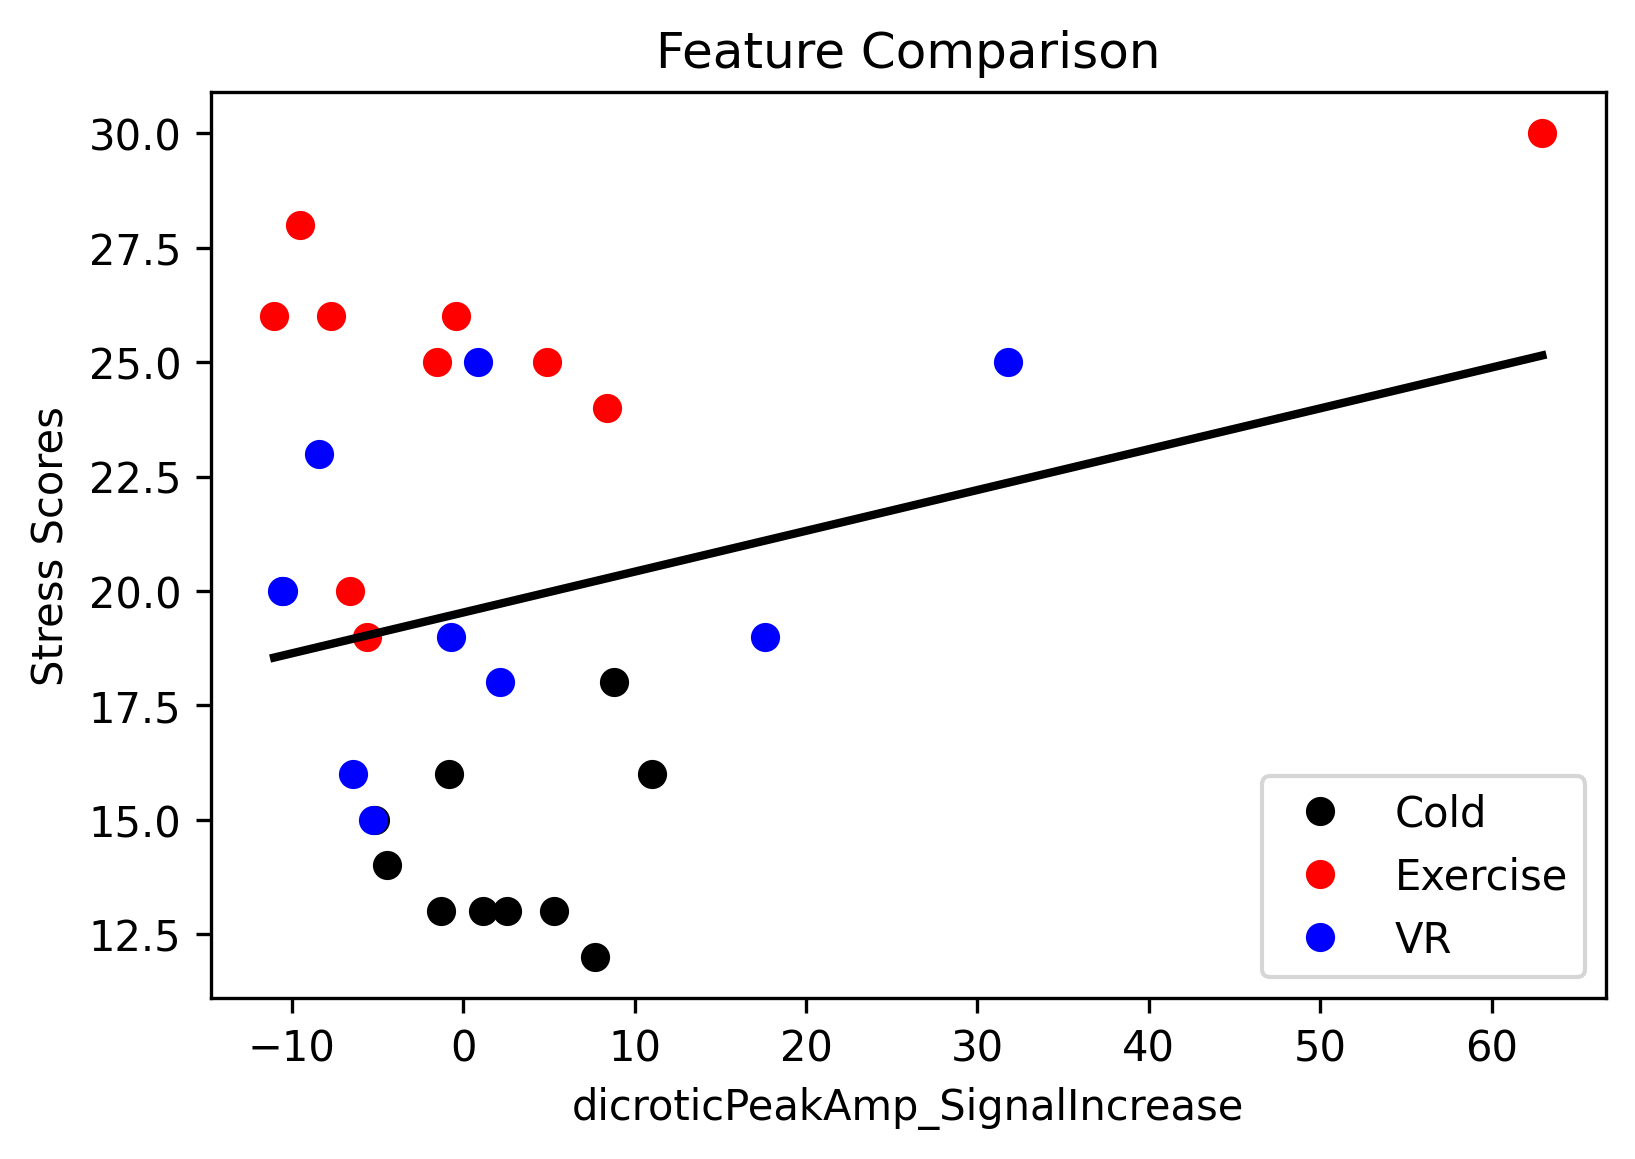 Feature Comparison
30.0
27.5
25.0
22.5
20.0
17.5
15.0
12.5
Stress Scores
Cold
Exercise
VR
−10 0 10 20 30 40 50 60
dicroticPeakAmp_SignalIncrease